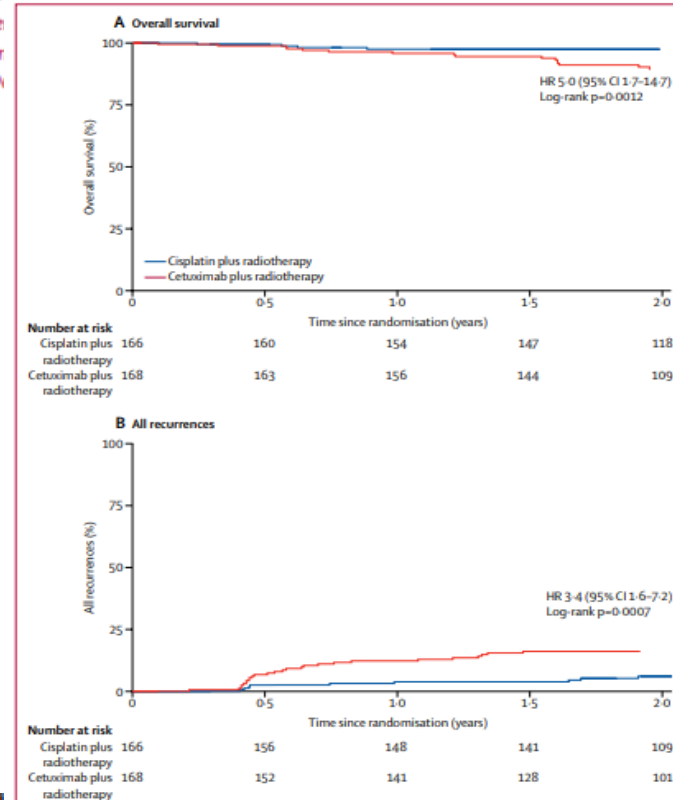 A Overall survival
100
75
50
25
0
Overall survival (%)
HR 5·0 (95% CI 1·7–14·7)
Log-rank p=0·0012
Cisplatin plus radiotherapy
Cetuximab plus radiotherapy
0 0·5 1·0 1·5 2·0
Time since randomisation (years)
Number at risk
Cisplatin plus 166 160 154 147 118
radiotherapy
Cetuximab plus 168 163 156 144 109
radiotherapy
B All recurrences
100
75
50
25
0
All recurrences (%)
HR 3·4 (95% CI 1·6–7·2)
Log-rank p=0·0007
0 0·5 1·0 1·5 2·0
Time since randomisation (years)
Number at risk
Cisplatin plus 166 156 148 141 109
radiotherapy
Cetuximab plus 168 152 141 128 101
radiotherapy